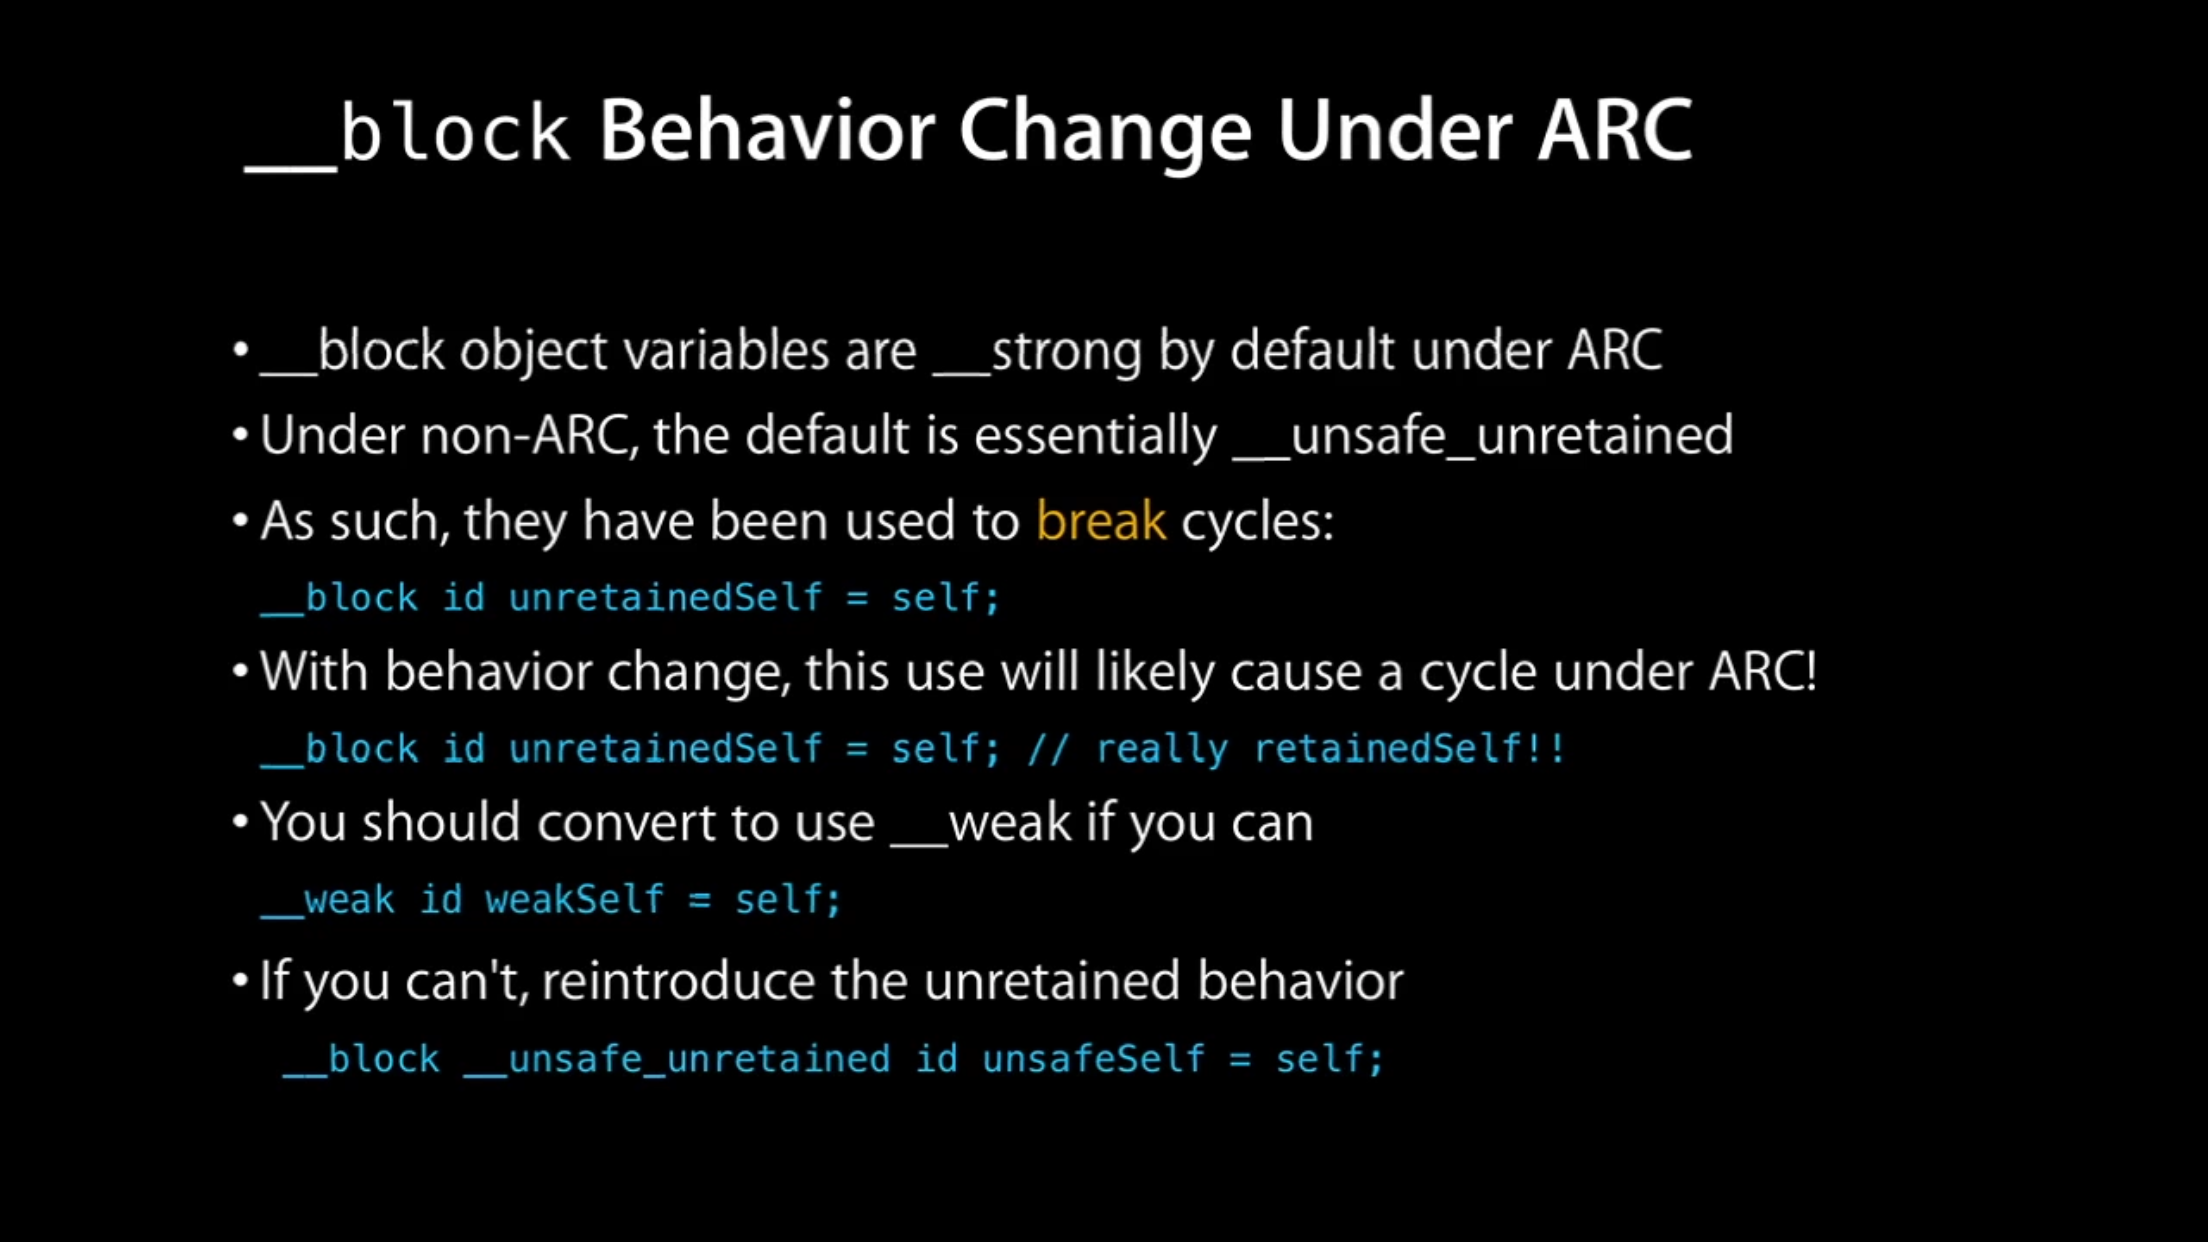 __block Behavior Change Under ARC
• __block object variables are __strong by default under ARC
• Under non-ARC, the default is essentially __unsafe_unretained
• As such, they have been used to break cycles:
__block id unretainedSelf = self;
• With behavior change, this use will likely cause a cycle under ARC!
__block id unretainedSelf = self; // really retainedSelf!!
• You should convert to use __weak if you can
__weak id weakSelf = self;
• If you can't, reintroduce the unretained behavior
__block __unsafe_unretained id unsafeSelf = self;